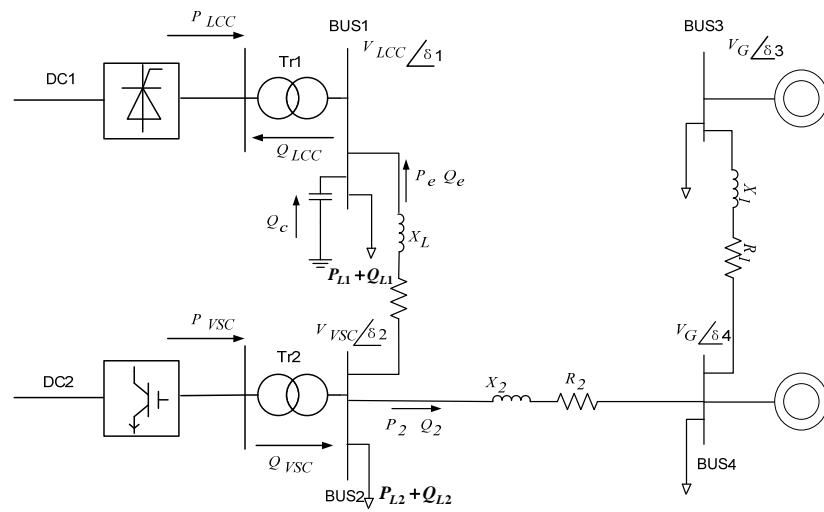 P LCC
BUS1
V LCC/δ1
BUS3
V G/δ3
DC1
Tr1
Q LCC
P e Q e
X 1
Q c
X L
R 1
P L1+Q L1
P VSC
V VSC/δ2
V G/δ4
Tr2
DC2
X 2
R 2
P 2 Q 2
Q VSC
BUS4
BUS2
P L2+Q L2